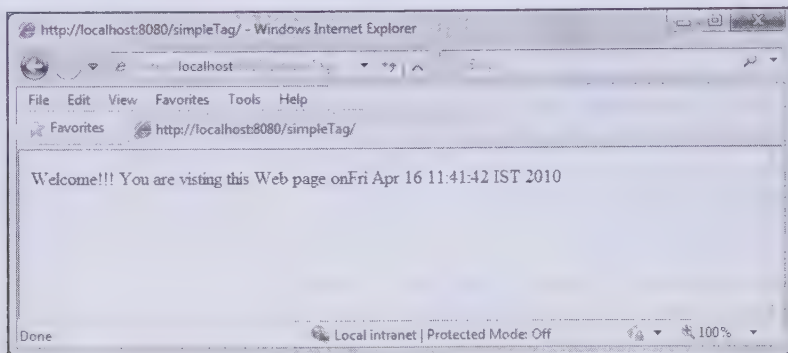 http://localhost:8080/simpleTag/ - Windows Internet Explorer
localhost
File Edit View Favorites Tools Help
Favorites http://localhost:8080/simpleTag/
Welcome!!! You are visting this Web page onFri Apr 16 11:41:42 IST 2010
Done Local intranet | Protected Mode: Off 100%